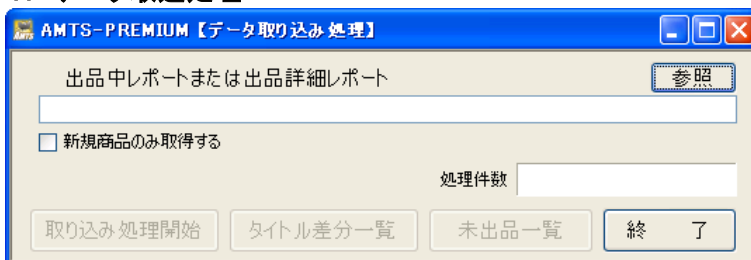 AMTS-PREMIUM【データ取り込み処理】
出品中レポートまたは出品詳細レポート
参照
新規商品のみ取得する
処理件数
取り込み処理開始
タイトル差分一覧
未出品一覧
終 了